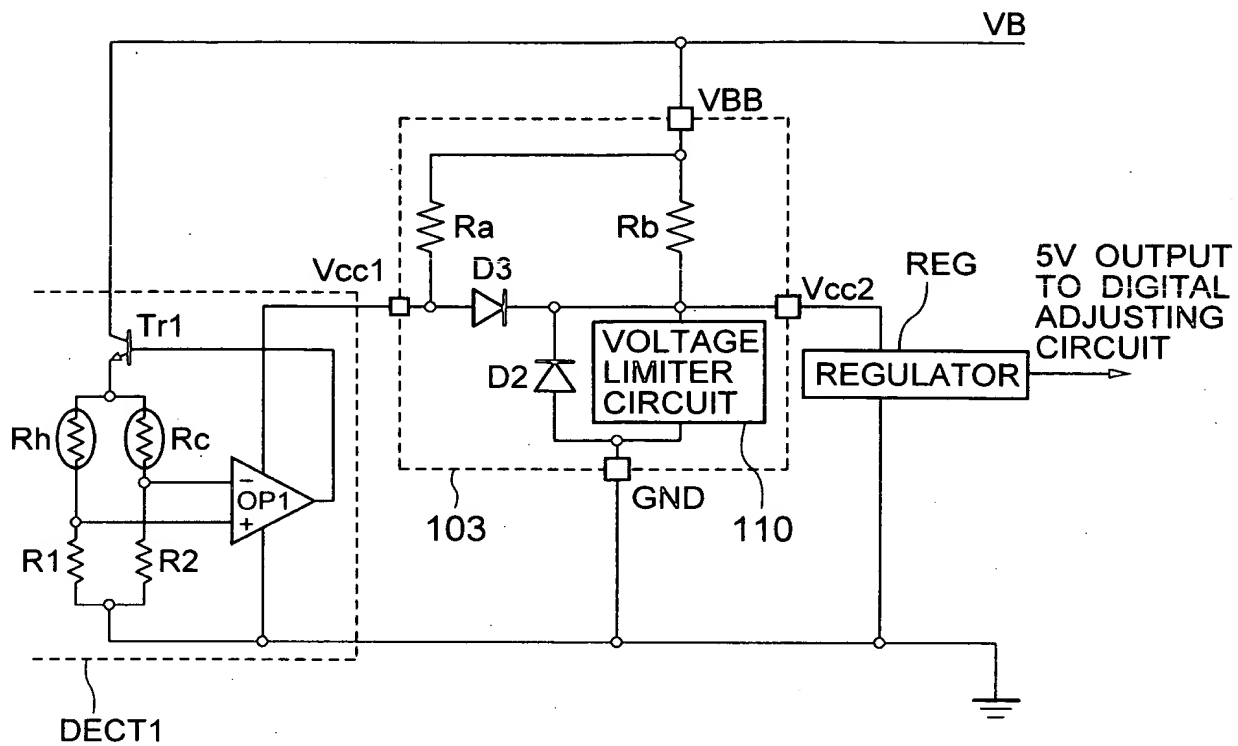 VB
VBB
Ra
Rb
Vcc1
D3
Vcc2
REG
5V OUTPUT
TO DIGITAL
ADJUSTING
CIRCUIT
Tr1
D2
VOLTAGE
LIMITER
CIRCUIT
REGULATOR
Rh
Rc
−
OP1
+
GND
103
110
R1
R2
DECT1